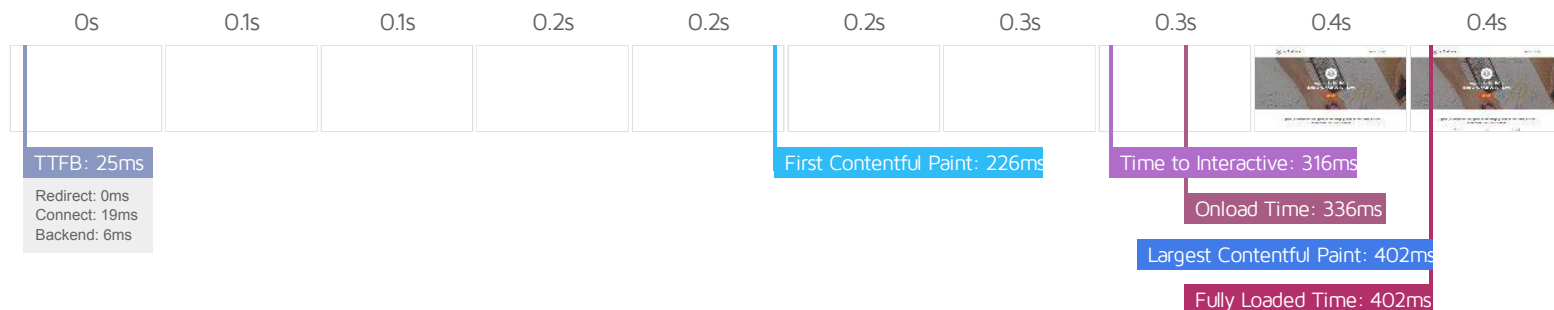 0s 0.1s 0.1s 0.2s 0.2s 0.2s 0.3s 0.3s 0.4s 0.4s
TTFB: 25ms
First Contentful Paint: 226ms
Time to Interactive: 316ms
Redirect: 0ms
Connect: 19ms
Backend: 6ms
Onload Time: 336ms
Largest Contentful Paint: 402ms
Fully Loaded Time: 402ms